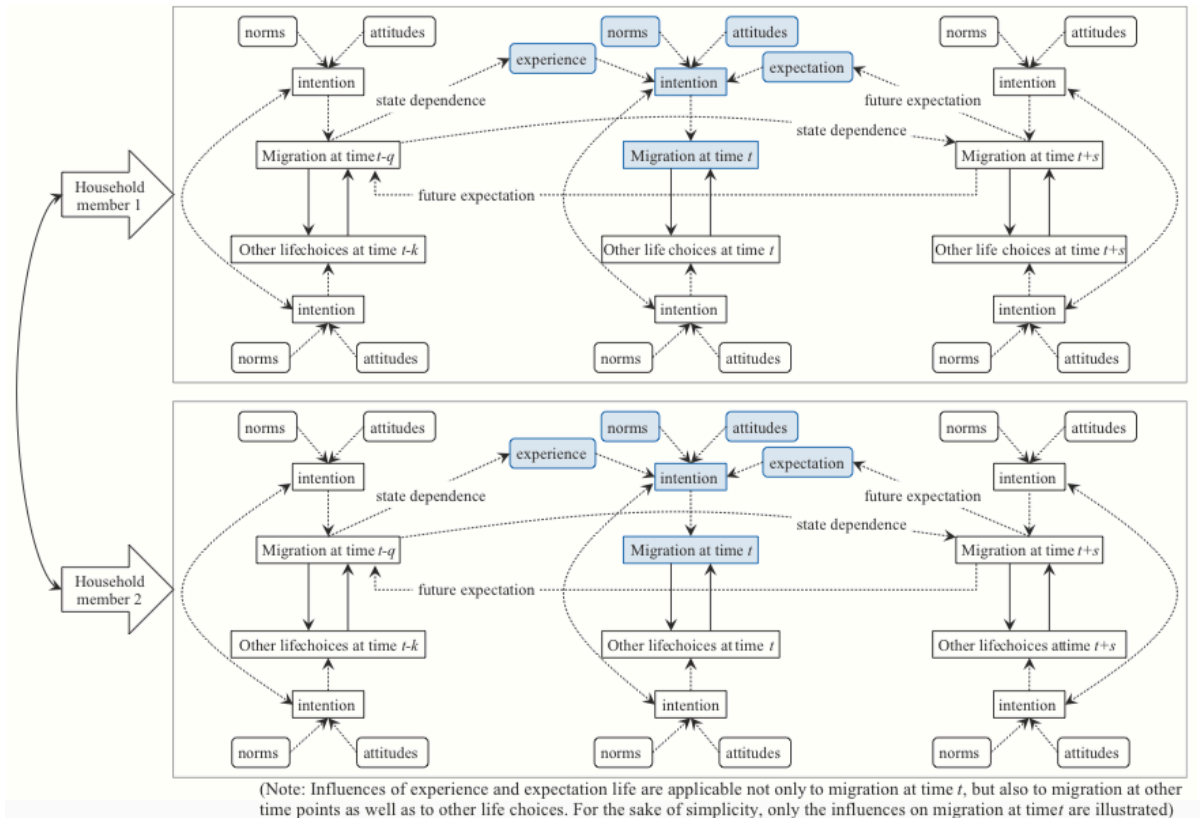 norms
attitudes
norms
attitudes
norms
attitudes
experience
expectation
intention
intention
intention
state dependence
future expectation
state dependence
Migration at time t-q
Migration at time t
Migration at time t+s
Household
member 1
future expectation
Other lifechoices at time t-k
Other life choices at time t
Other life choices at time t+s
intention
intention
intention
norms
attitudes
norms
attitudes
norms
attitudes
norms
attitudes
norms
attitudes
norms
attitudes
experience
expectation
intention
intention
intention
state dependence
future expectation
state dependence
Migration at time t-q
Migration at time t
Migration at time t+s
Household
member 2
future expectation
Other lifechoices at time t-k
Other lifechoices at time t
Other lifechoices attime t+s
intention
intention
intention
norms
attitudes
norms
attitudes
norms
attitudes
(Note: Influences of experience and expectation life are applicable not only to migration at time t, but also to migration at other
time points as well as to other life choices. For the sake of simplicity, only the influences on migration at timet are illustrated)